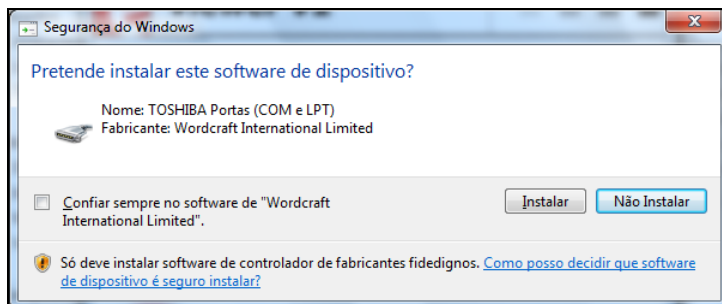 Segurança do Windows
Pretende instalar este software de dispositivo?
Nome: TOSHIBA Portas (COM e LPT)
Fabricante: Wordcraft International Limited
Confiar sempre no software de "Wordcraft
International Limited".
Instalar
Não Instalar
Só deve instalar software de controlador de fabricantes fidedignos. Como posso decidir que software
de dispositivo é seguro instalar?